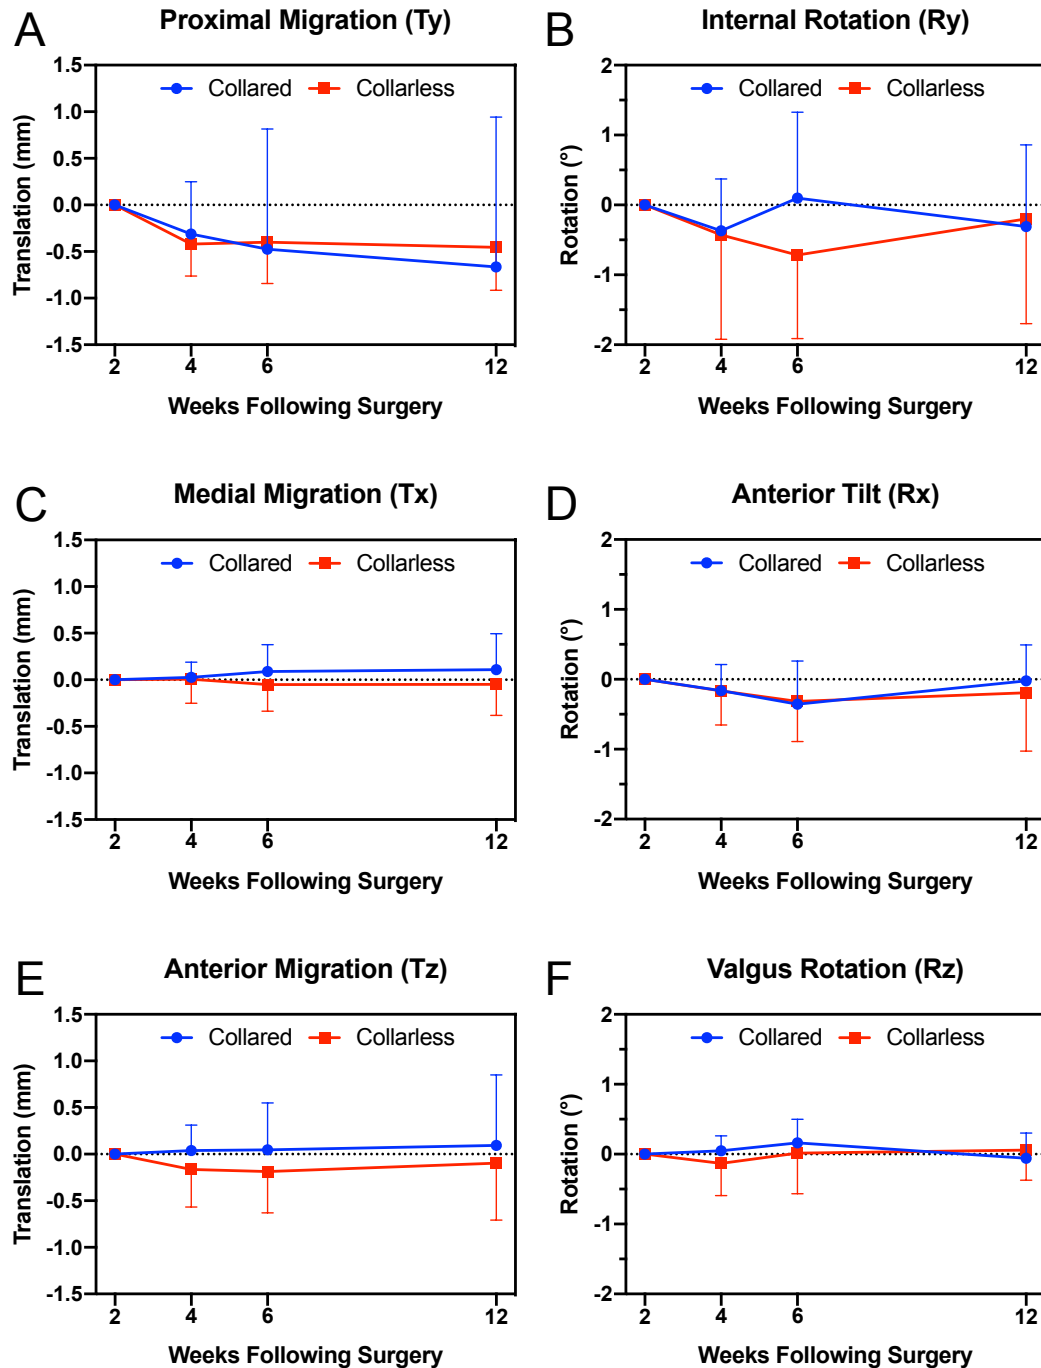 A
Proximal Migration (Ty)
Collared
Collarless
Translation (mm)
1.5
1.0
0.5
0.0
-0.5
-1.0
-1.5
2
4
6
12
Weeks Following Surgery
B
Internal Rotation (Ry)
Collared
Collarless
Rotation (°)
2
1
0
-1
-2
2
4
6
12
Weeks Following Surgery
C
Medial Migration (Tx)
Collared
Collarless
Translation (mm)
1.5
1.0
0.5
0.0
-0.5
-1.0
-1.5
2
4
6
12
Weeks Following Surgery
D
Anterior Tilt (Rx)
Collared
Collarless
Rotation (°)
2
1
0
-1
-2
2
4
6
12
Weeks Following Surgery
E
Anterior Migration (Tz)
Collared
Collarless
Translation (mm)
1.5
1.0
0.5
0.0
-0.5
-1.0
-1.5
2
4
6
12
Weeks Following Surgery
F
Valgus Rotation (Rz)
Collared
Collarless
Rotation (°)
2
1
0
-1
-2
2
4
6
12
Weeks Following Surgery